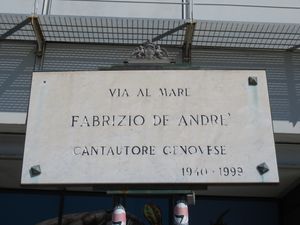 VIA AL MARE
FABRIZIO DE ANDRE'
CANTAUTORE GENOVESE
1940 - 1999